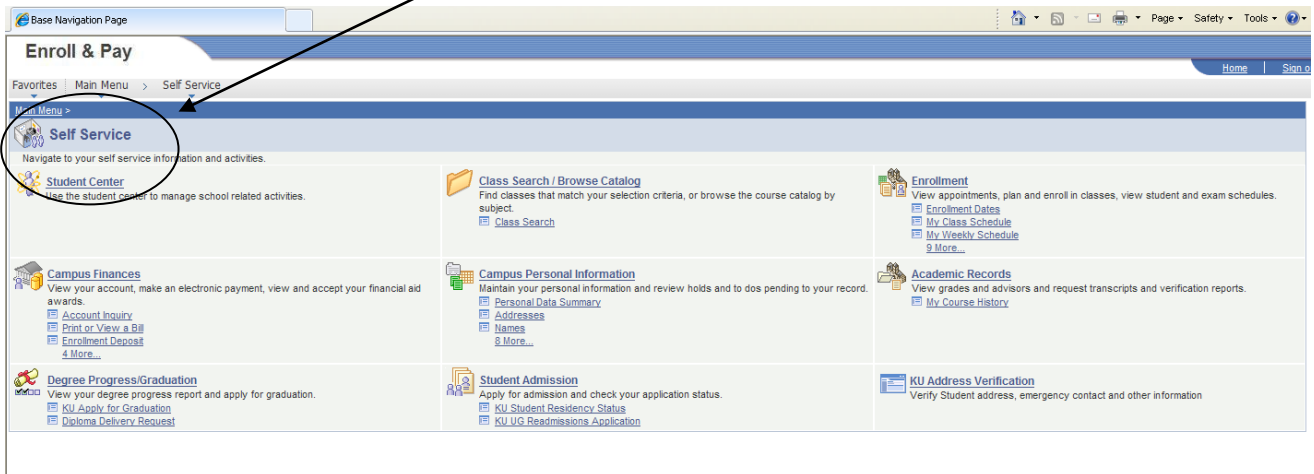 Base Navigation Page
Page Safety Tools
Enroll & Pay
Home Sign o
Favorites Main Menu > Self Service
Main Menu >
Self Service
Navigate to your self service information and activities.
Student Center
Use the student center to manage school related activities.
Class Search / Browse Catalog
Find classes that match your selection criteria, or browse the course catalog by
subject.
Class Search
Enrollment
View appointments, plan and enroll in classes, view student and exam schedules.
Enrollment Dates
My Class Schedule
My Weekly Schedule
9 More...
Campus Finances
View your account, make an electronic payment, view and accept your financial aid
awards.
Account Inquiry
Print or View a Bill
Enrollment Deposit
4 More...
Campus Personal Information
Maintain your personal information and review holds and to dos pending to your record.
Personal Data Summary
Addresses
Names
8 More...
Academic Records
View grades and advisors and request transcripts and verification reports.
My Course History
Degree Progress/Graduation
View your degree progress report and apply for graduation.
KU Apply for Graduation
Diploma Delivery Request
Student Admission
Apply for admission and check your application status.
KU Student Residency Status
KU UG Readmissions Application
KU Address Verification
Verify Student address, emergency contact and other information